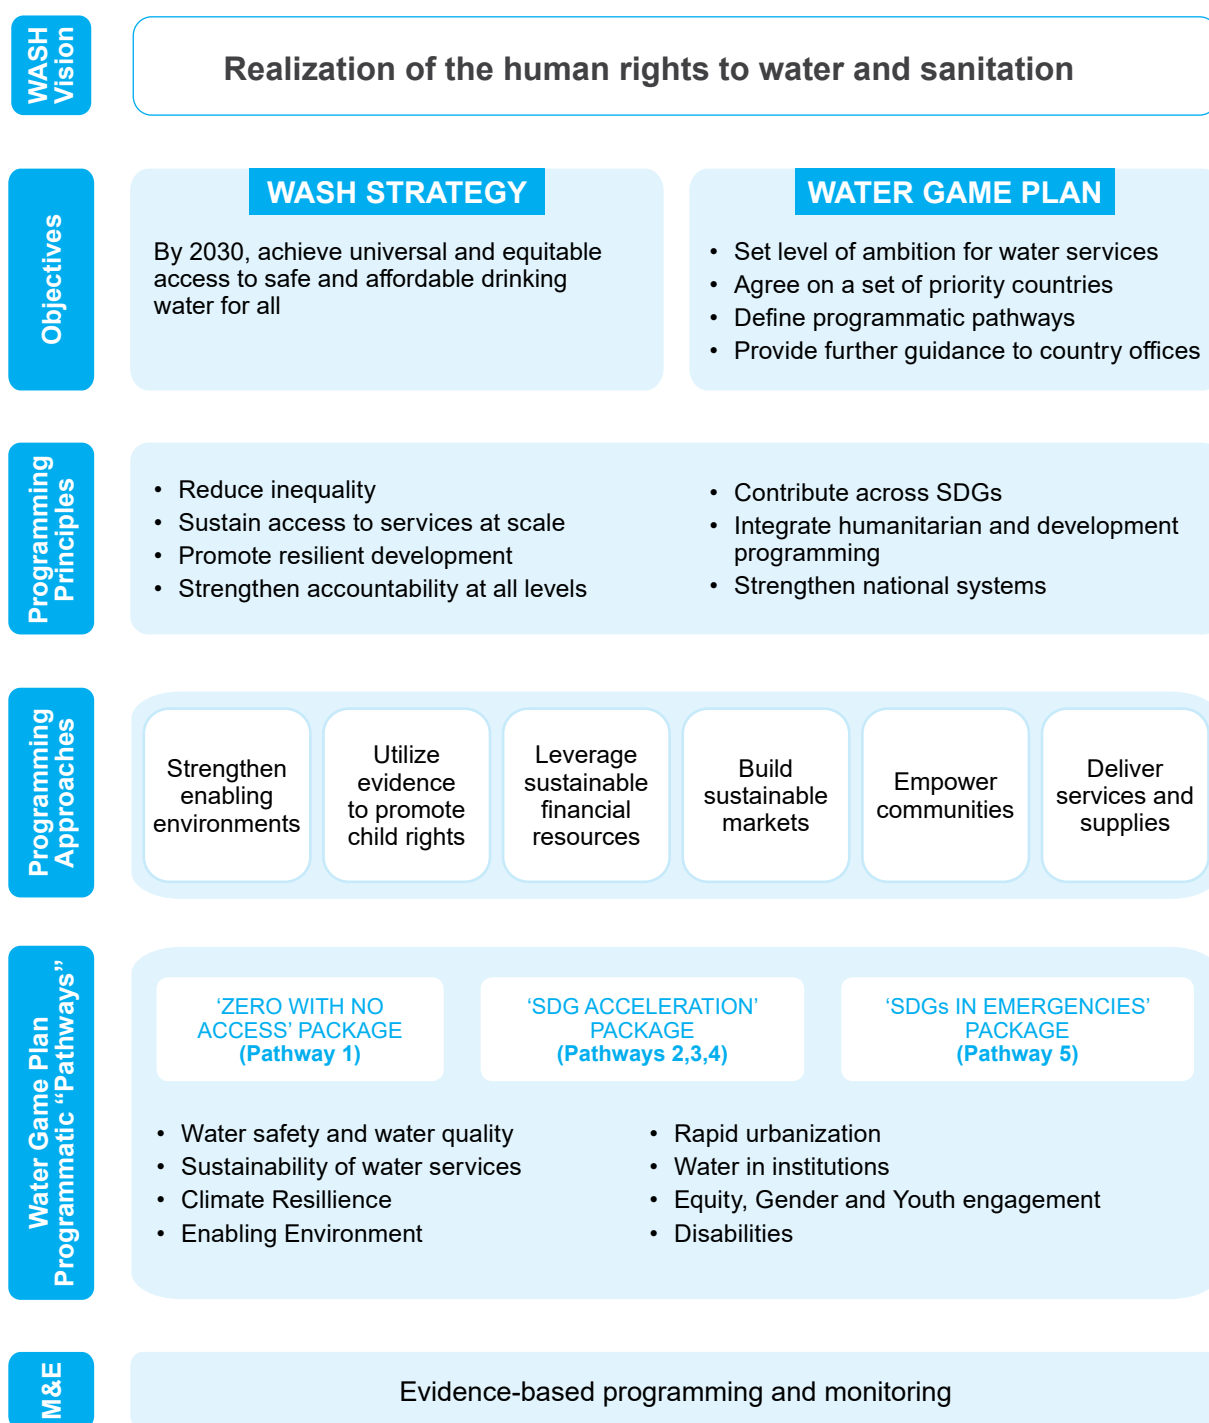 WASH
Vision
Realization of the human rights to water and sanitation
Objectives
WASH STRATEGY
By 2030, achieve universal and equitable
access to safe and affordable drinking
water for all
WATER GAME PLAN
• Set level of ambition for water services
• Agree on a set of priority countries
• Define programmatic pathways
• Provide further guidance to country offices
Programming
Principles
• Reduce inequality
• Sustain access to services at scale
• Promote resilient development
• Strengthen accountability at all levels
• Contribute across SDGs
• Integrate humanitarian and development
programming
• Strengthen national systems
Programming
Approaches
Strengthen
enabling
environments
Utilize
evidence
to promote
child rights
Leverage
sustainable
financial
resources
Build
sustainable
markets
Empower
communities
Deliver
services and
supplies
Water Game Plan
Programmatic “Pathways”
‘ZERO WITH NO
ACCESS’ PACKAGE
(Pathway 1)
‘SDG ACCELERATION’
PACKAGE
(Pathways 2,3,4)
‘SDGs IN EMERGENCIES’
PACKAGE
(Pathway 5)
• Water safety and water quality
• Sustainability of water services
• Climate Resillience
• Enabling Environment
• Rapid urbanization
• Water in institutions
• Equity, Gender and Youth engagement
• Disabilities
M&E
Evidence-based programming and monitoring